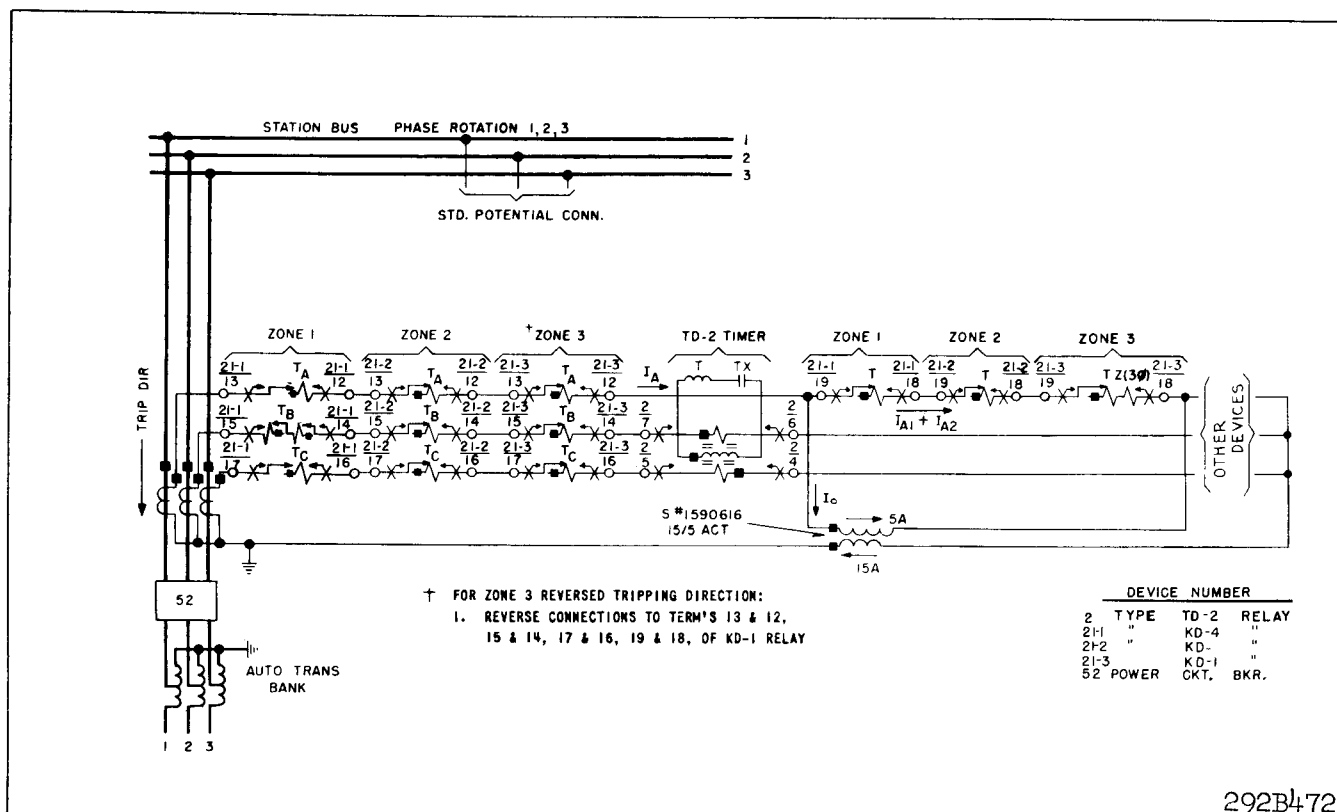 STATION BUS PHASE ROTATION 1,2,3
1
2
3
STD. POTENTIAL CONN.
TRIP DIR
ZONE 1
ZONE 2
† ZONE 3
TD-2 TIMER
ZONE 1
ZONE 2
ZONE 3
21-1 TA 21-1 21-2 TA 21-2 21-3 TA 21-3 IA T TX 21-1 T 21-1 21-2 T 21-2 21-3 T Z(3Ø) 21-3
13 12 13 12 13 12 19 18 19 18 19 18
21-1 TB 21-1 21-2 TB 21-2 21-3 TB 21-3 2 2 IA1 + IA2
15 14 15 14 15 14 7 6
21-1 TC 21-1 21-2 TC 21-2 21-3 TC 21-3 2 2
17 16 17 16 17 16 5 4
OTHER
DEVICES
Io
S#1590616
15/5 ACT
5A
15A
52
† FOR ZONE 3 REVERSED TRIPPING DIRECTION:
1. REVERSE CONNECTIONS TO TERM'S 13 & 12,
15 & 14, 17 & 16, 19 & 18, OF KD-1 RELAY
AUTO TRANS
BANK
1 2 3
DEVICE NUMBER
2 TYPE TD-2 RELAY
21-1 " KD-4 "
21-2 " KD- "
21-3 KD-1 "
52 POWER CKT. BKR.
292B472